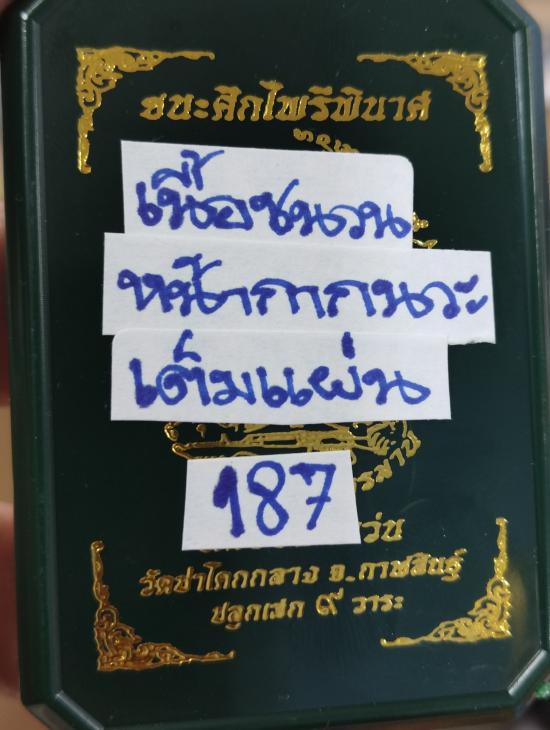 ชนะศึกไพรีพินาศ
เนื้อชนวน
หน้ากากนวะ
เต็มแผ่น
187
วัดป่าโคกกลาง จ.กาฬสินธุ์
ปลุกเสก ๙ วาระ